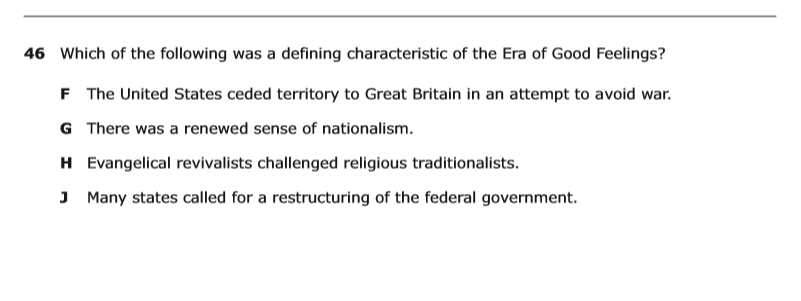 46 Which of the following was a defining characteristic of the Era of Good Feelings?
F The United States ceded territory to Great Britain in an attempt to avoid war.
G There was a renewed sense of nationalism.
H Evangelical revivalists challenged religious traditionalists.
J Many states called for a restructuring of the federal government.